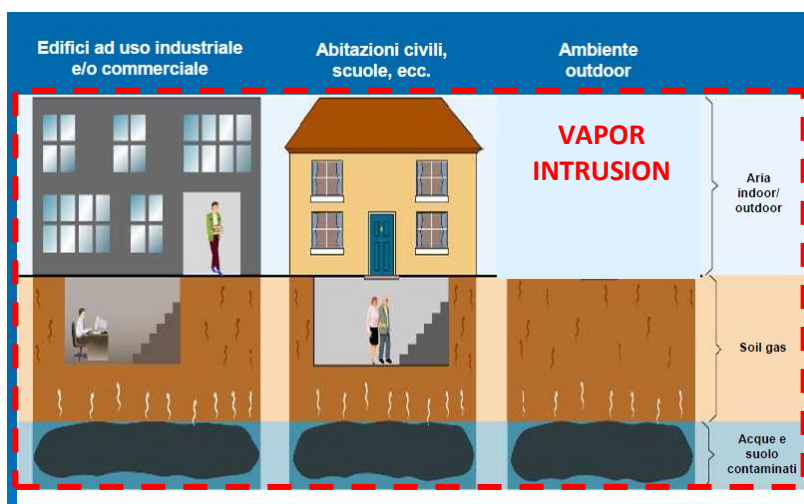 Edifici ad uso industriale
e/o commerciale
Abitazioni civili,
scuole, ecc.
Ambiente
outdoor
VAPOR
INTRUSION
Aria
indoor/
outdoor
Soil gas
Acque e
suolo
contaminati